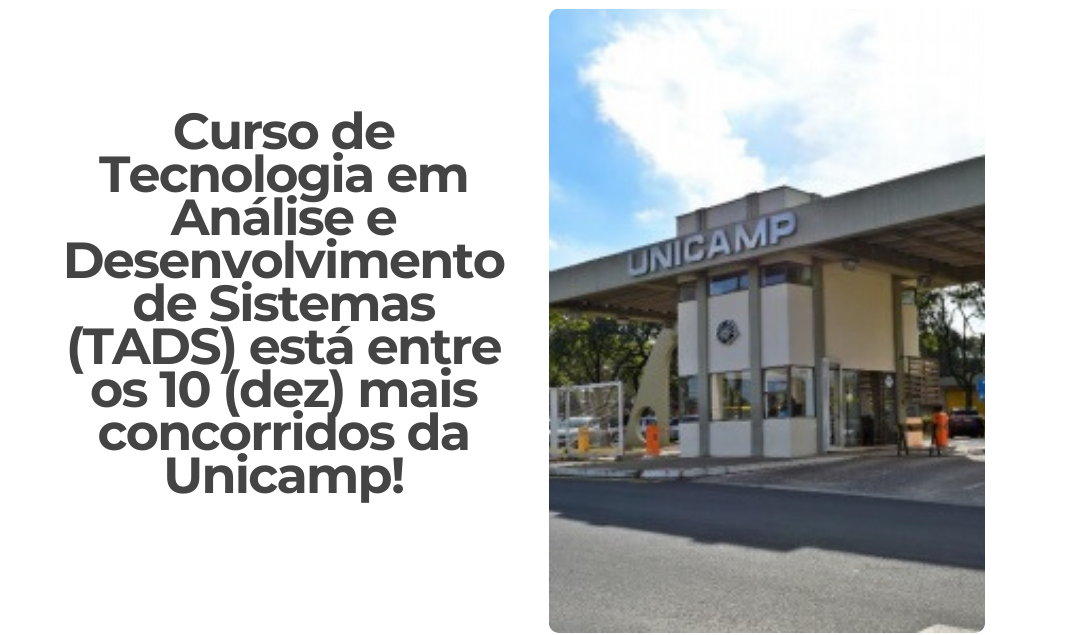 Curso de
Tecnologia em
Análise e
Desenvolvimento
de Sistemas
(TADS) está entre
os 10 (dez) mais
concorridos da
Unicamp!
UNICAMP